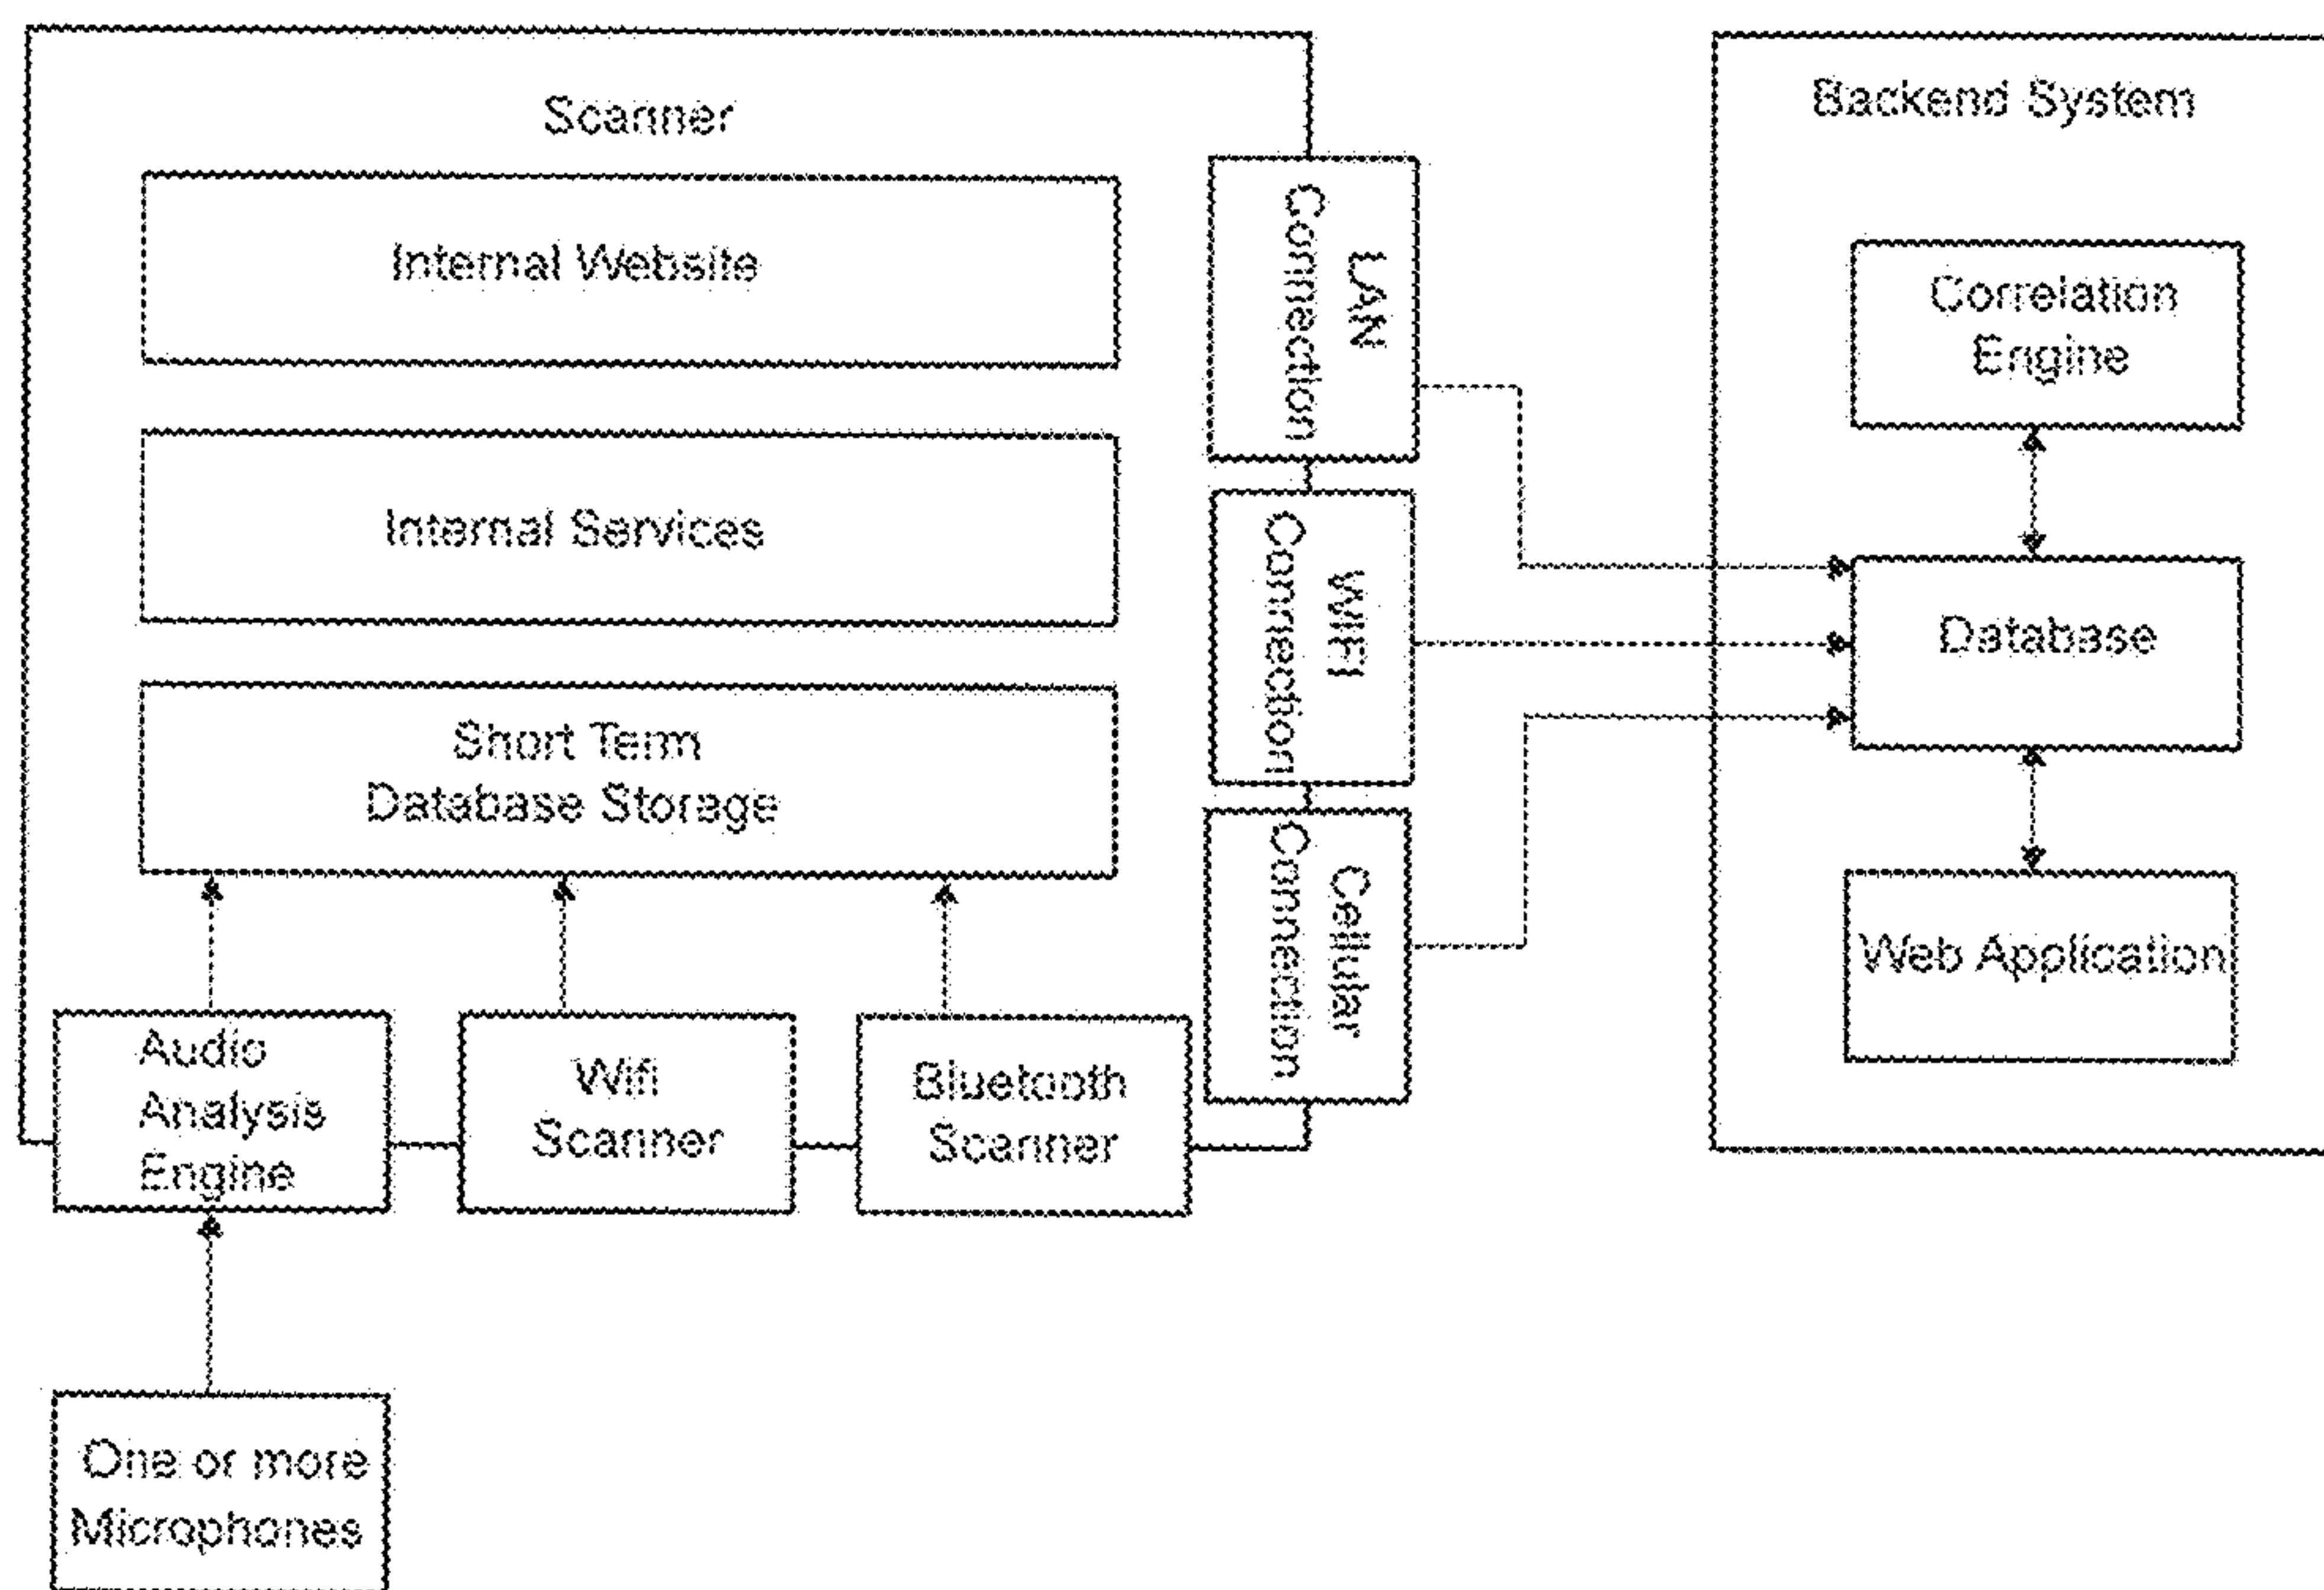 Scanner
Internal Website
Internal Services
Short Term
Database Storage
Audio
Analysis
Engine
Wifi
Scanner
Bluetooth
Scanner
One or more
Microphones
LAN
Connection
WIFI
Connection
Cellular
Connection
Backend System
Correlation
Engine
Database
Web Application